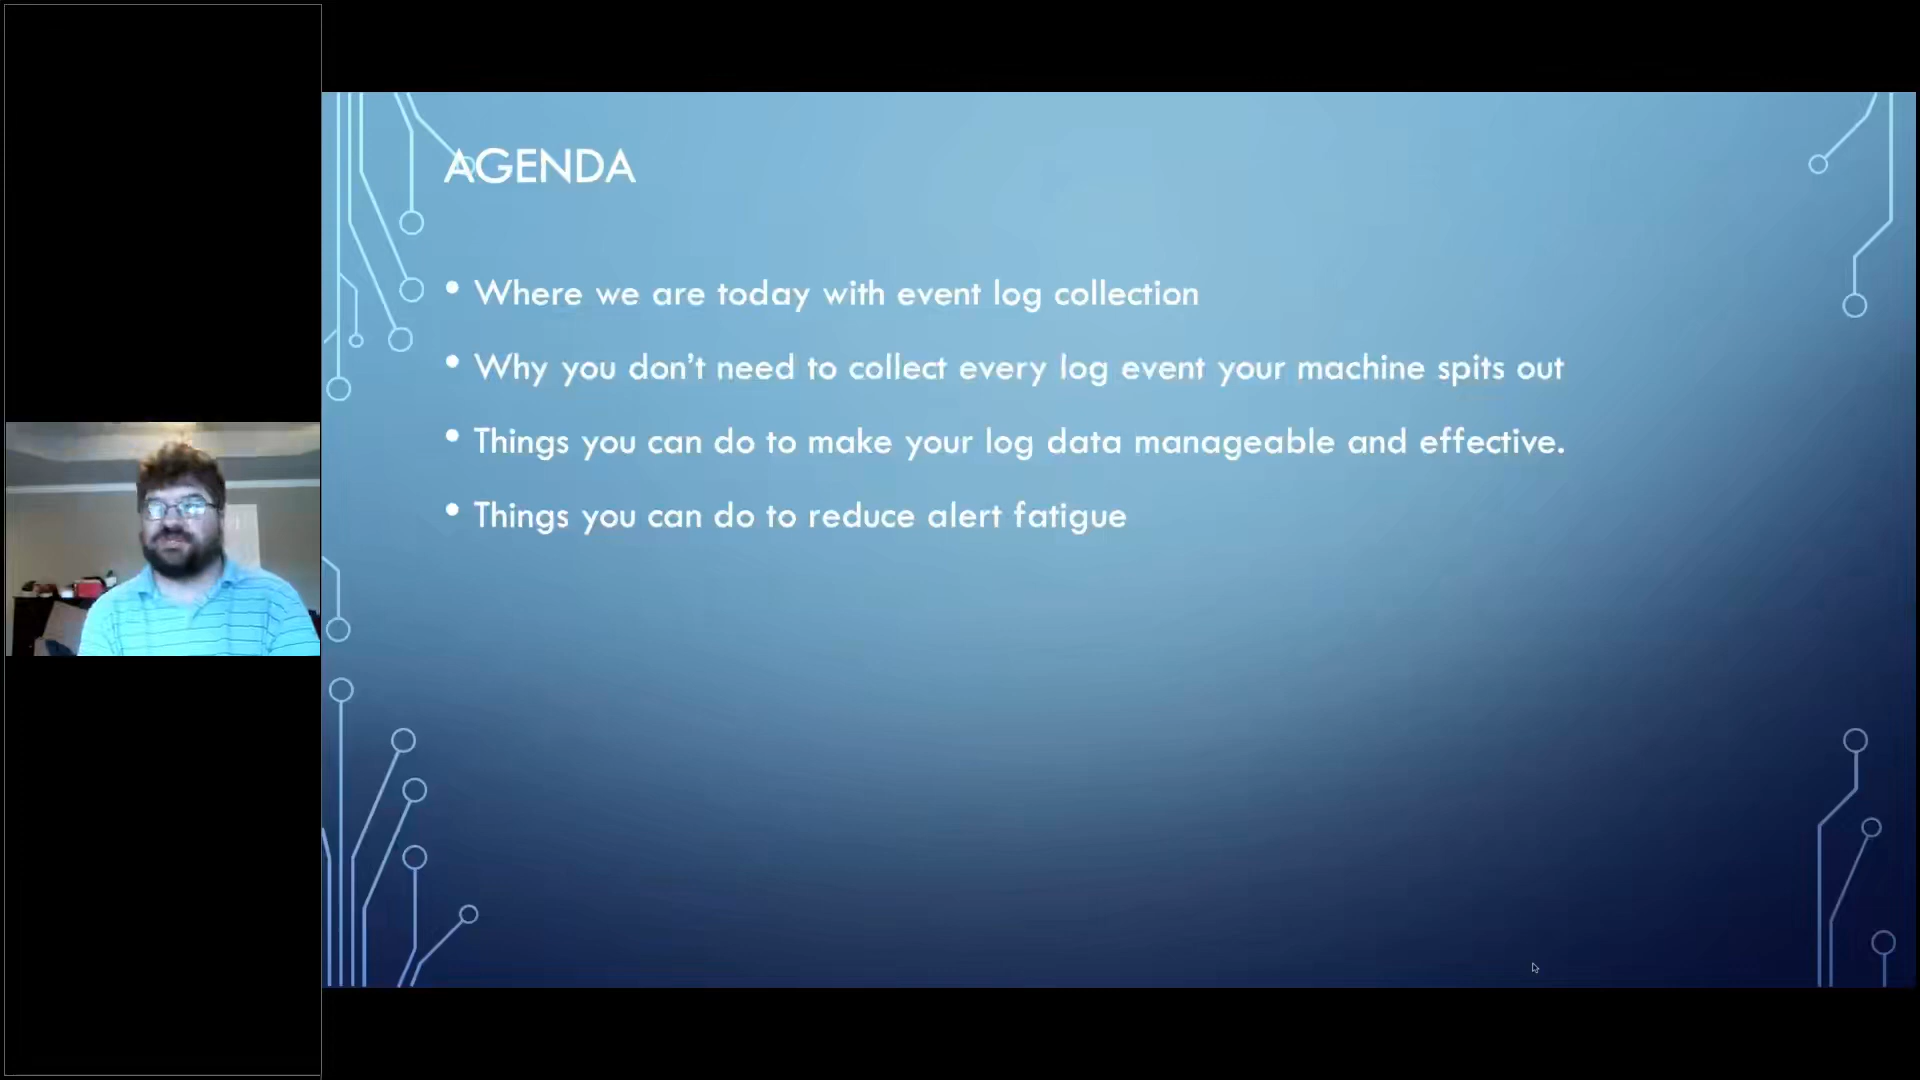 AGENDA
• Where we are today with event log collection
• Why you don't need to collect every log event your machine spits out
• Things you can do to make your log data manageable and effective.
• Things you can do to reduce alert fatigue